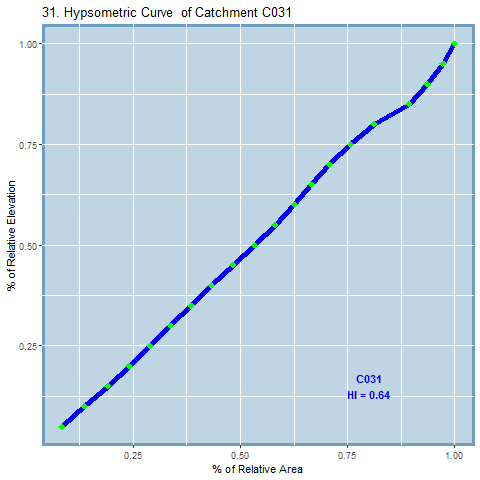 31. Hypsometric Curve  of Catchment C031
% of Relative Elevation
1.00
0.75
0.50
0.25
C031
HI = 0.64
0.25
0.50
0.75
1.00
% of Relative Area